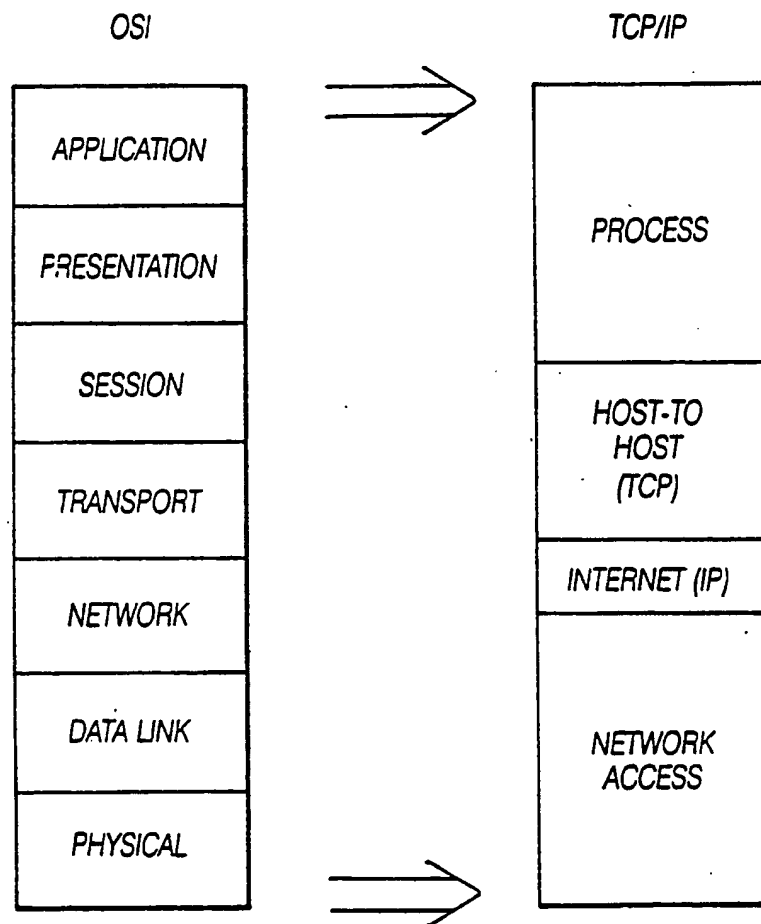 OSI
TCP/IP
APPLICATION
PRESENTATION
SESSION
TRANSPORT
NETWORK
DATA LINK
PHYSICAL
PROCESS
HOST-TO
HOST
(TCP)
INTERNET (IP)
NETWORK
ACCESS